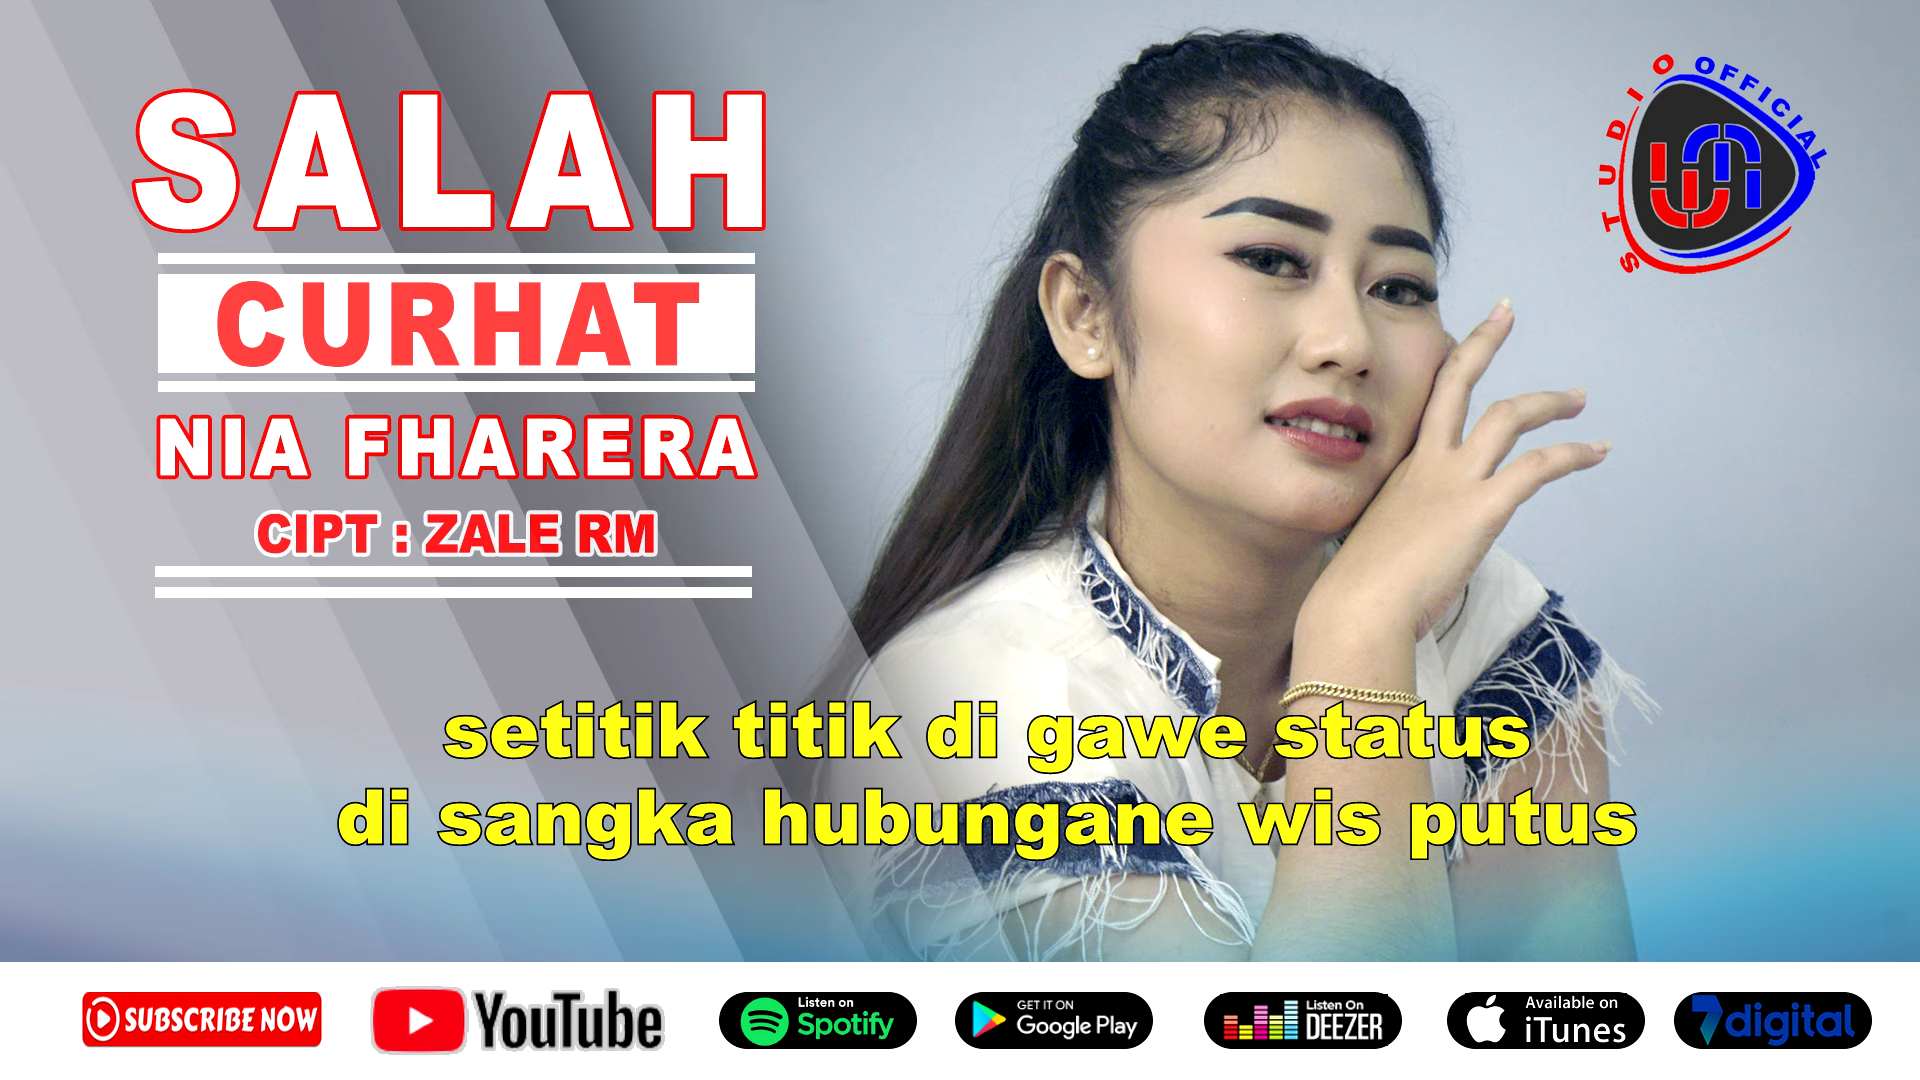 SALAH
CURHAT
NIA FHARERA
CIPT : ZALE RM
STUDIO OFFICIAL
setitik titik di gawe status
di sangka hubungane wis putus
SUBSCRIBE NOW
YouTube
Listen on
Spotify
GET IT ON
Google Play
Listen On
DEEZER
Available on
iTunes
7digital